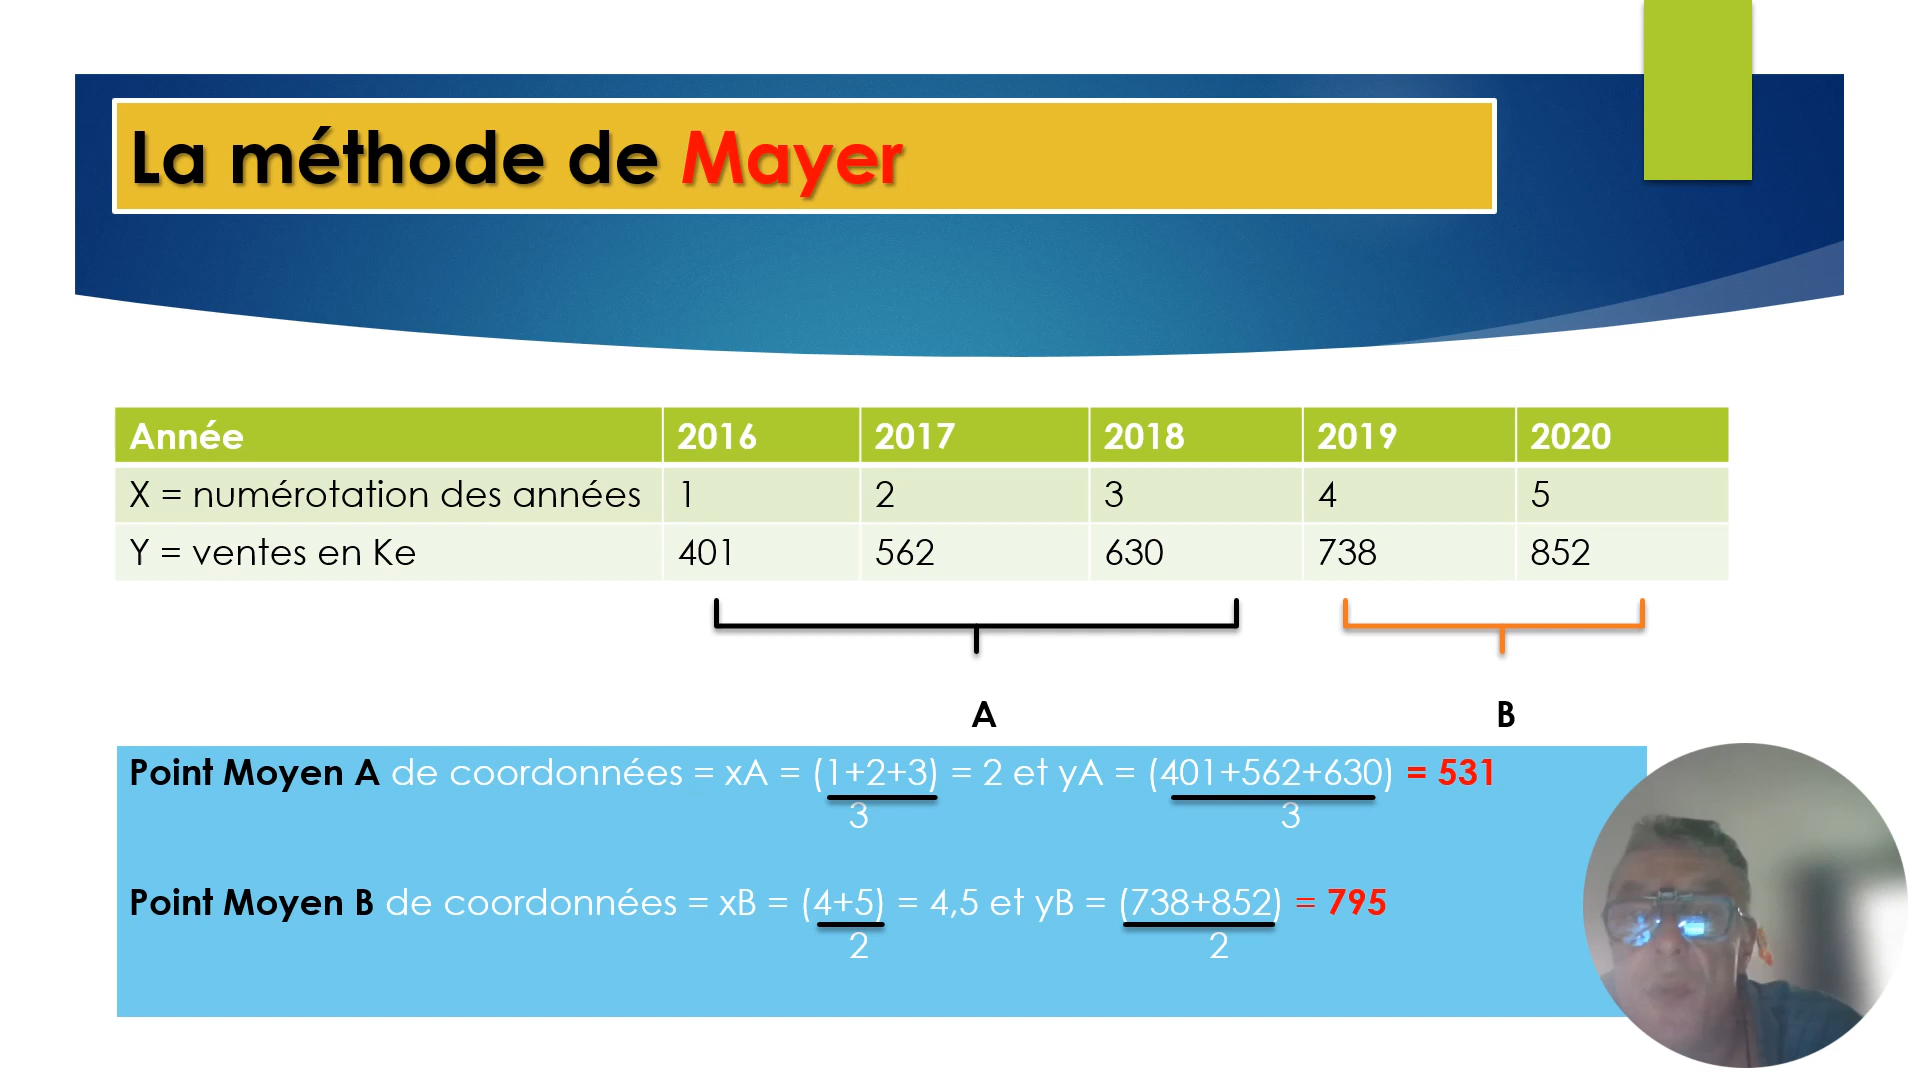 La méthode de Mayer
Année 2016 2017 2018 2019 2020
X = numérotation des années 1 2 3 4 5
Y = ventes en Ke 401 562 630 738 852
A B
Point Moyen A de coordonnées = xA = (1+2+3) = 2 et yA = (401+562+630) = 531
3 3
Point Moyen B de coordonnées = xB = (4+5) = 4,5 et yB = (738+852) = 795
2 2